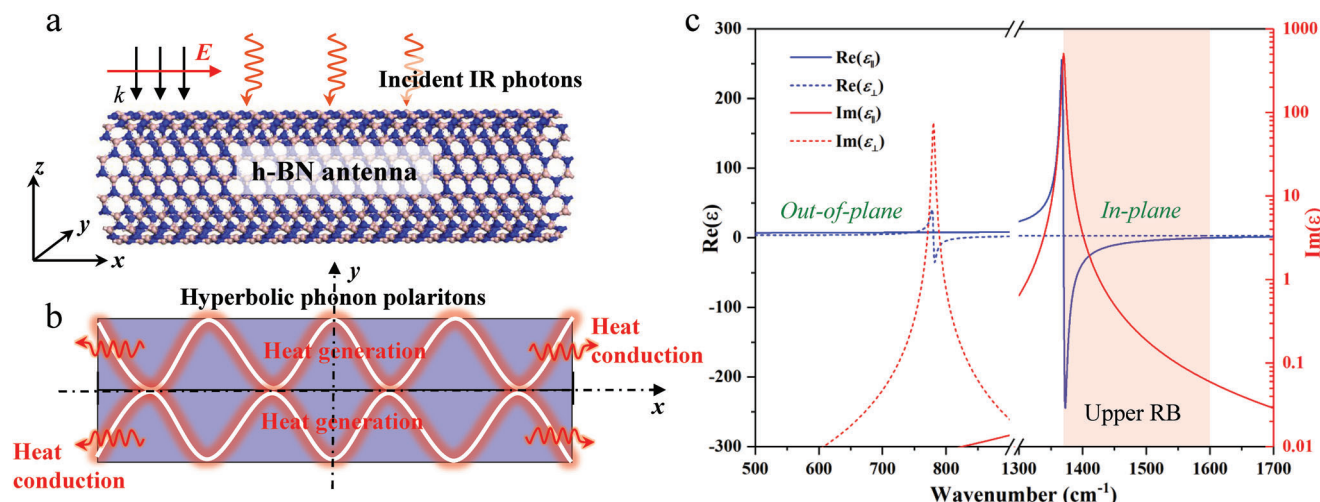 a
E
k
Incident IR photons
h-BN antenna
z
y
x
b
y
Hyperbolic phonon polaritons
Heat generation
Heat
conduction
x
Heat generation
Heat
conduction
c
Re(ε∥)
Re(ε⊥)
Im(ε∥)
Im(ε⊥)
Out-of-plane
In-plane
Upper RB
Re(ε)
300
200
100
0
-100
-200
-300
Im(ε)
1000
100
10
1
0.1
0.01
500 600 700 800 1300 1400 1500 1600 1700
Wavenumber (cm⁻¹)